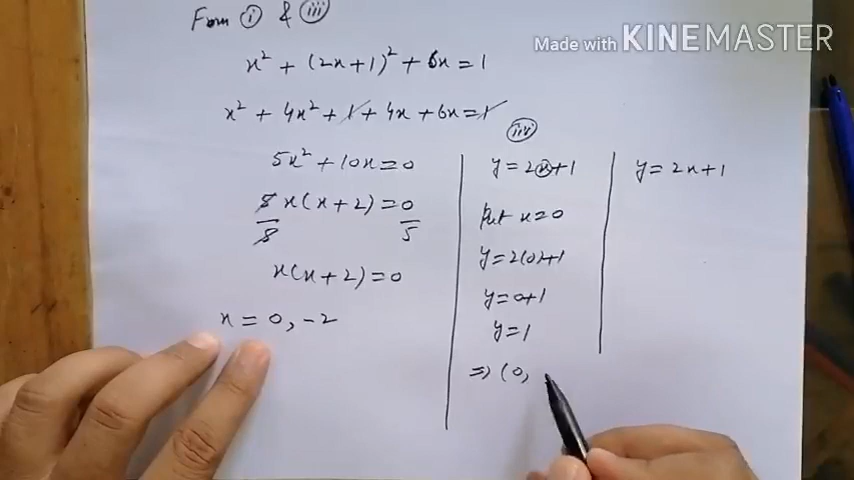 From (i) & (iii)
Made with KINEMASTER
x² + (2x+1)² + 6x = 1
x² + 4x² + 1 + 4x + 6x = 1
5x² + 10x = 0
5x(x+2) = 0
5 5
x(x+2) = 0
x = 0, -2
(iii)
y = 2x+1
Put x=0
y = 2(0)+1
y = 0+1
y = 1
⇒ (0,
y = 2x+1